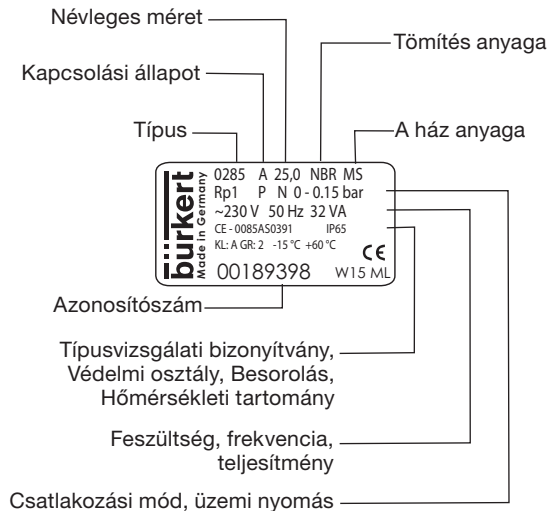 Névleges méret
Tömítés anyaga
Kapcsolási állapot
Típus
A ház anyaga
bürkert
Made in Germany
0285 A 25,0 NBR MS
Rp1 P N 0 - 0.15 bar
~230 V 50 Hz 32 VA
CE - 0085AS0391 IP65
KL: A GR: 2 -15 °C +60 °C
CE
00189398 W15 ML
Azonosítószám
Típusvizsgálati bizonyítvány,
Védelmi osztály, Besorolás,
Hőmérsékleti tartomány
Feszültség, frekvencia,
teljesítmény
Csatlakozási mód, üzemi nyomás